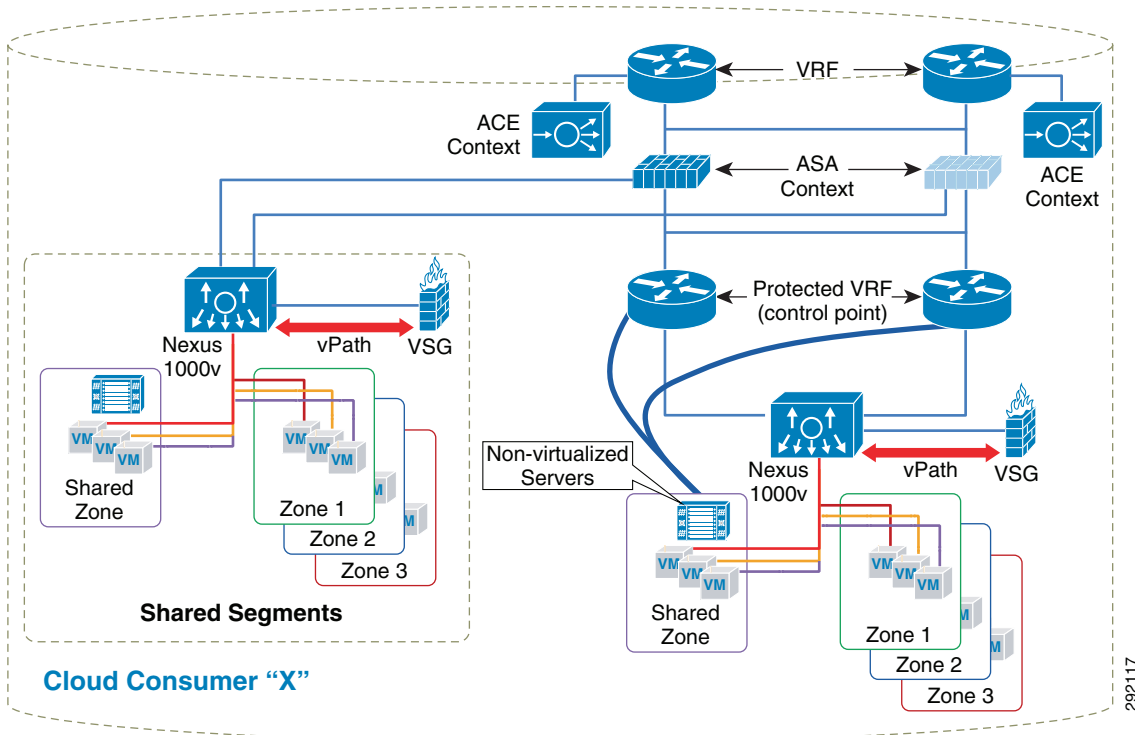 VRF
ACE
Context
ASA
Context
ACE
Context
Protected VRF
(control point)
Nexus
1000v
vPath
VSG
VM
VM
VM
Shared
Zone
VM
VM
VM
Zone 1
Zone 2
M
Zone 3
Shared Segments
Non-virtualized
Servers
Nexus
1000v
vPath
VSG
VM
VM
VM
Shared
Zone
VM
VM
VM
Zone 1
Zone 2
M
Zone 3
Cloud Consumer “X”
292117